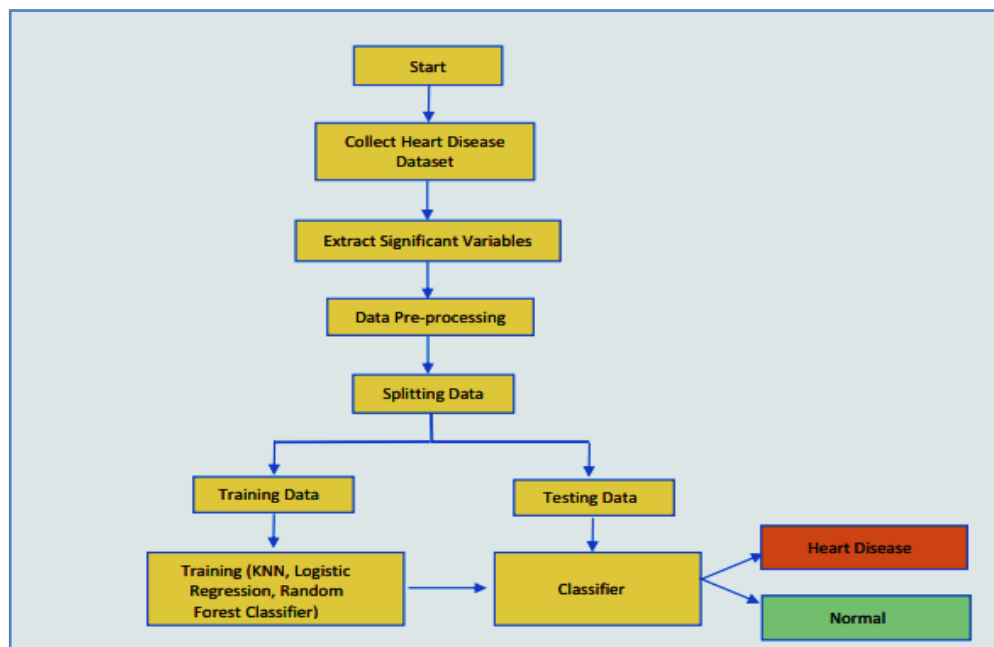 Start
Collect Heart Disease
Dataset
Extract Significant Variables
Data Pre-processing
Splitting Data
Training Data
Testing Data
Training (KNN, Logistic
Regression, Random
Forest Classifier)
Classifier
Heart Disease
Normal